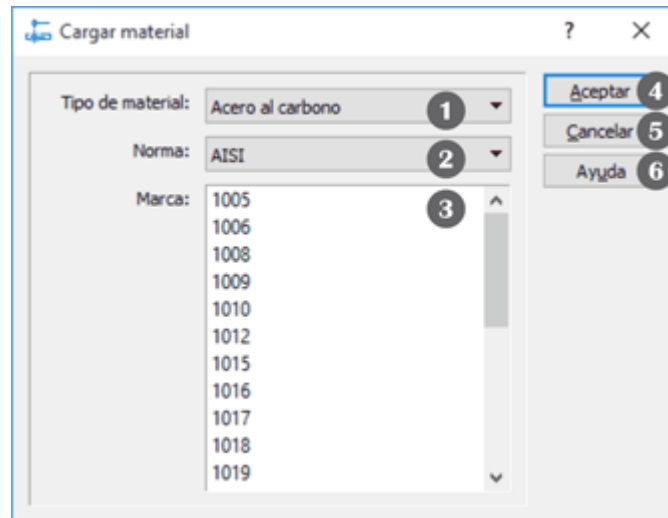 Cargar material
?
Tipo de material: Acero al carbono 1
Norma: AISI 2
Marca: 3
1005
1006
1008
1009
1010
1012
1015
1016
1017
1018
1019
Aceptar 4
Cancelar 5
Ayuda 6